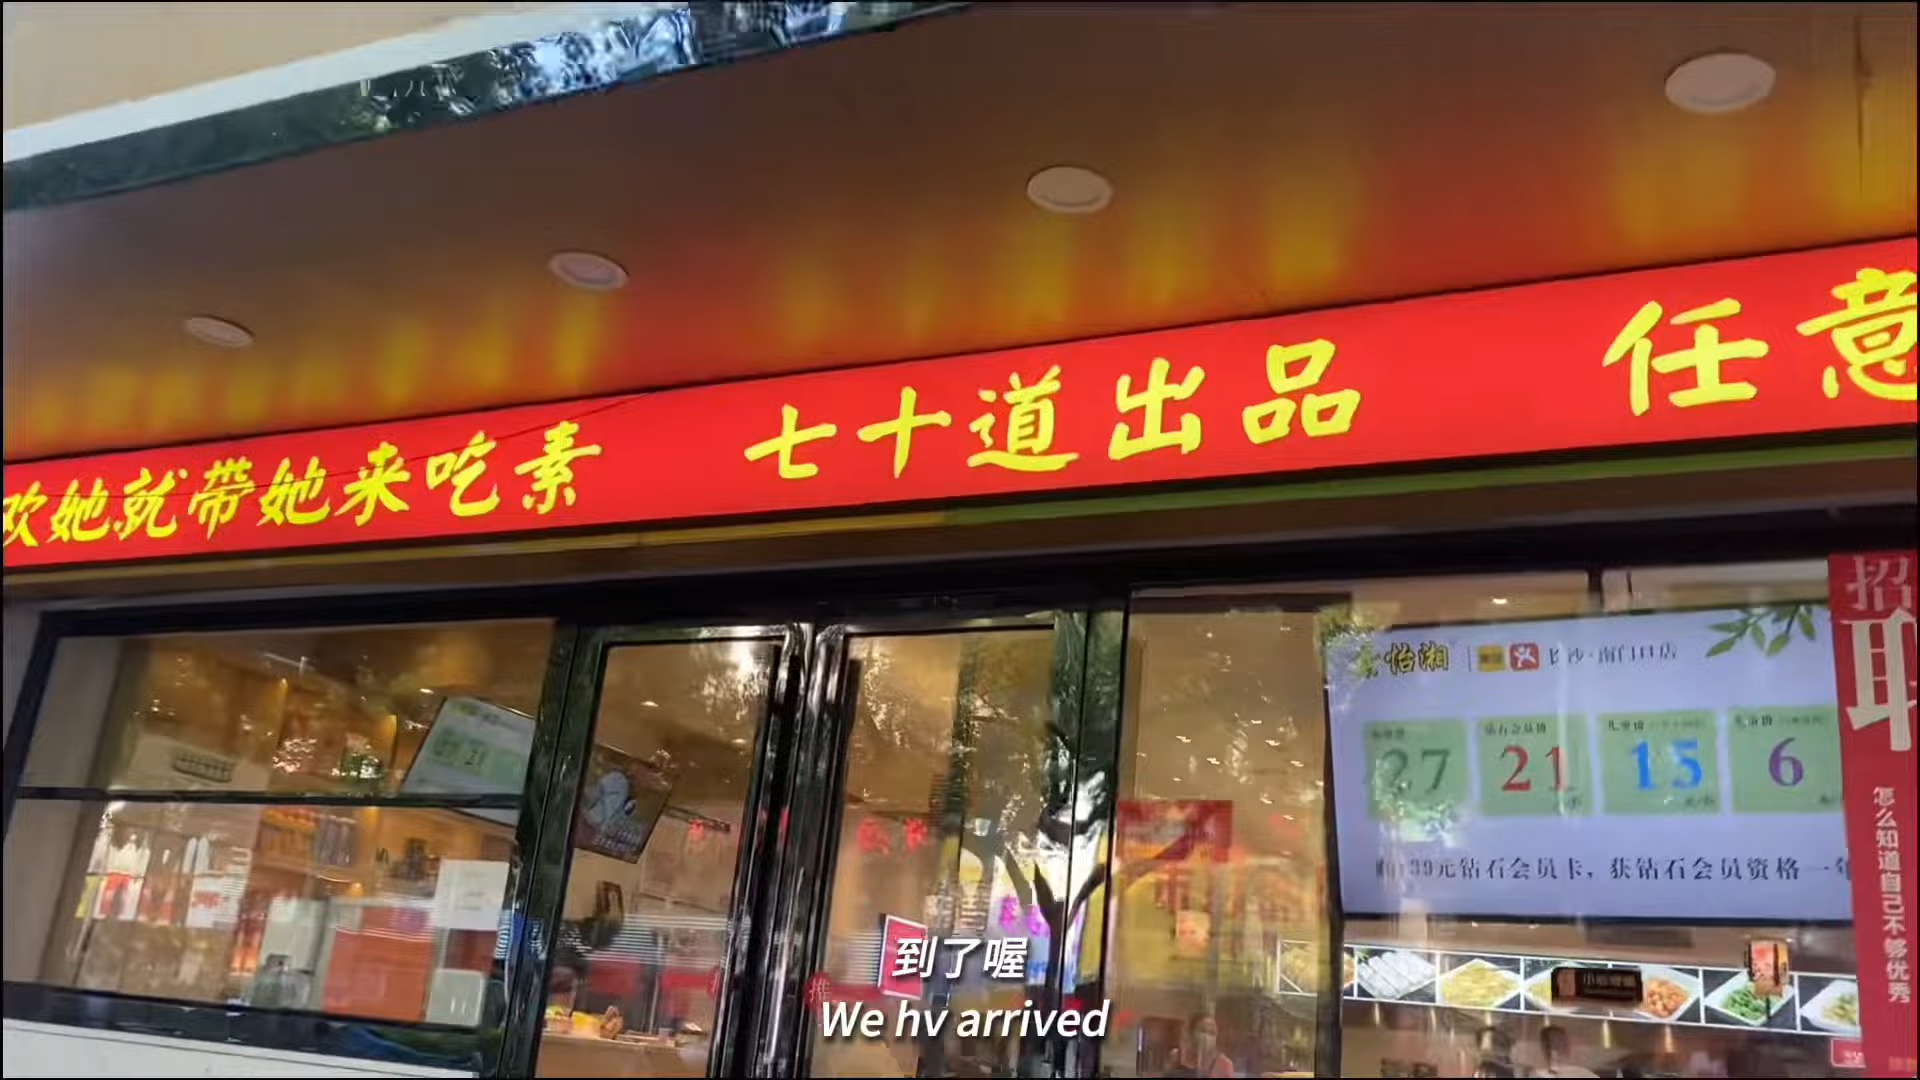 欢她就带她来吃素 七十道出品 任意
怡湘 长沙·南门口店
27 21 15 6
39元钻石会员卡，获钻石会员资格一年
招聘
怎么知道自己不够优秀
推
到了喔
We hv arrived